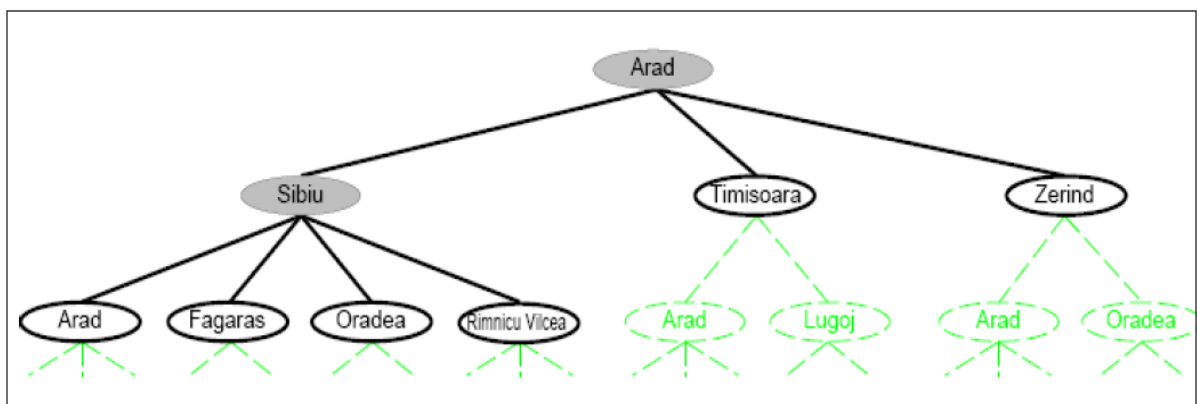 Arad
Sibiu
Timisoara
Zerind
Arad
Fagaras
Oradea
Rimnicu Vilcea
Arad
Lugoj
Arad
Oradea